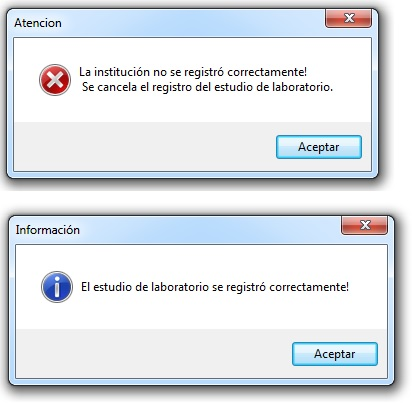 Atencion
La institución no se registró correctamente!
Se cancela el registro del estudio de laboratorio.
Aceptar
Información
El estudio de laboratorio se registró correctamente!
Aceptar